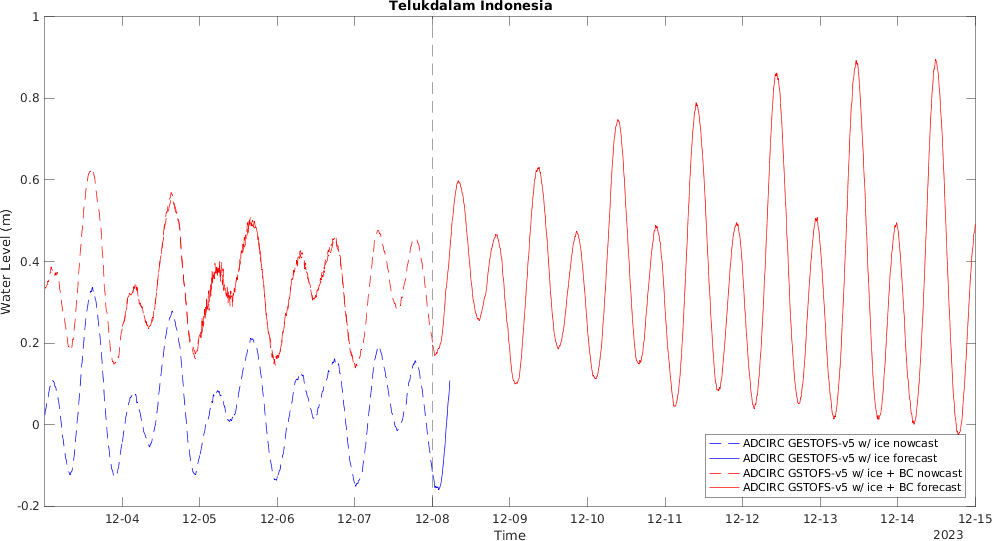 Telukdalam Indonesia
Water Level (m)
1
0.8
0.6
0.4
0.2
0
-0.2
12-04 12-05 12-06 12-07 12-08 12-09 12-10 12-11 12-12 12-13 12-14 12-15
Time
2023
ADCIRC GESTOFS-v5 w/ ice nowcast
ADCIRC GESTOFS-v5 w/ ice forecast
ADCIRC GSTOFS-v5 w/ ice + BC nowcast
ADCIRC GSTOFS-v5 w/ ice + BC forecast